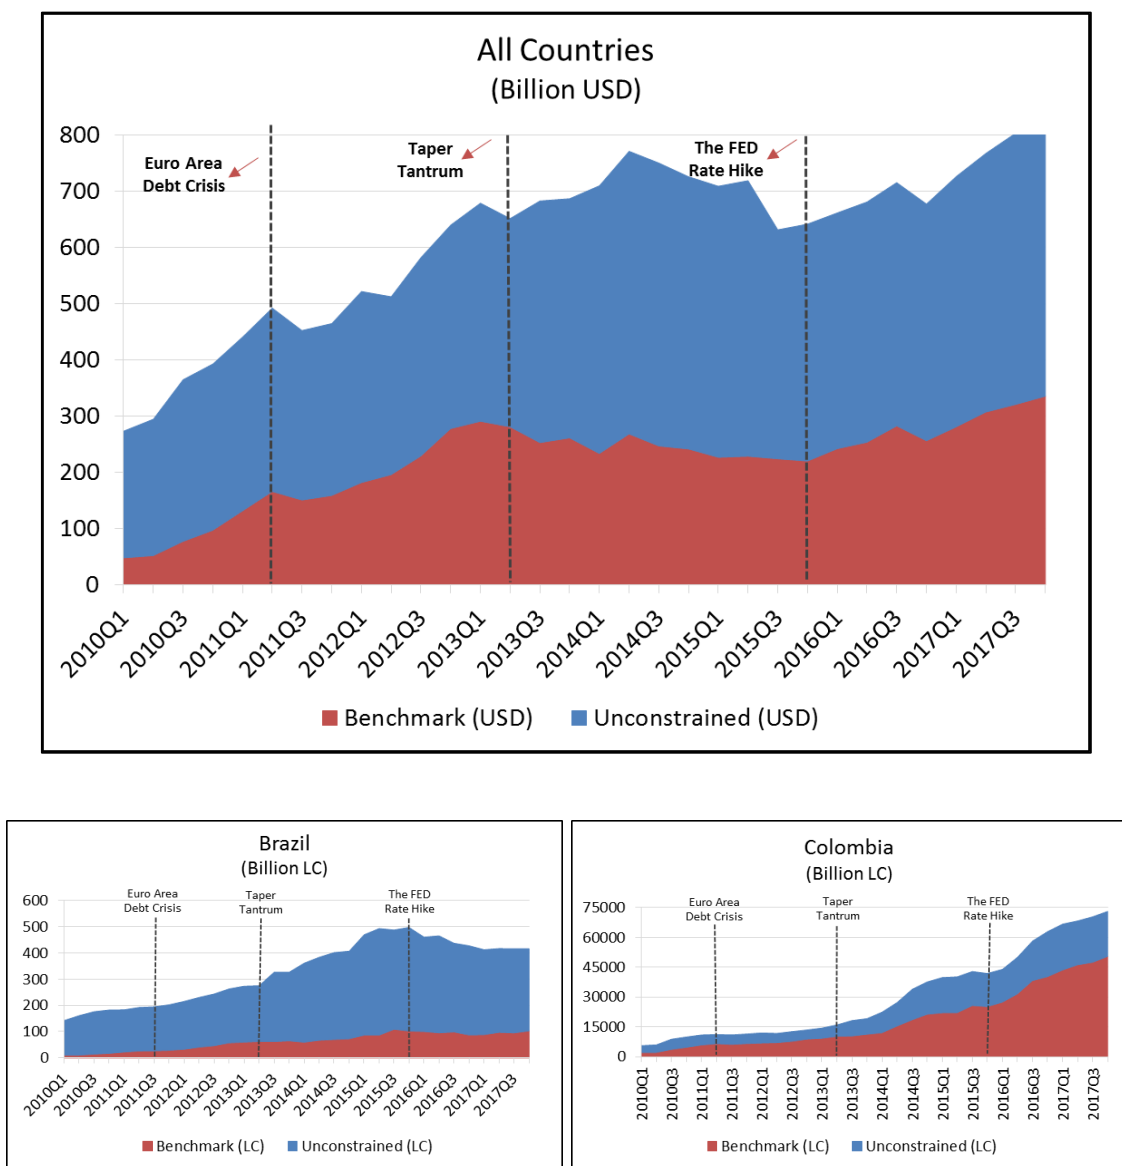 All Countries
(Billion USD)
800
700
600
500
400
300
200
100
0
Euro Area
Debt Crisis
Taper
Tantrum
The FED
Rate Hike
2010Q1
2010Q3
2011Q1
2011Q3
2012Q1
2012Q3
2013Q1
2013Q3
2014Q1
2014Q3
2015Q1
2015Q3
2016Q1
2016Q3
2017Q1
2017Q3
Benchmark (USD) Unconstrained (USD)
Brazil
(Billion LC)
600
500
400
300
200
100
0
Euro Area
Debt Crisis
Taper
Tantrum
The FED
Rate Hike
2010Q1
2010Q3
2011Q1
2011Q3
2012Q1
2012Q3
2013Q1
2013Q3
2014Q1
2014Q3
2015Q1
2015Q3
2016Q1
2016Q3
2017Q1
2017Q3
Benchmark (LC) Unconstrained (LC)
Colombia
(Billion LC)
75000
60000
45000
30000
15000
0
Euro Area
Debt Crisis
Taper
Tantrum
The FED
Rate Hike
2010Q1
2010Q3
2011Q1
2011Q3
2012Q1
2012Q3
2013Q1
2013Q3
2014Q1
2014Q3
2015Q1
2015Q3
2016Q1
2016Q3
2017Q1
2017Q3
Benchmark (LC) Unconstrained (LC)